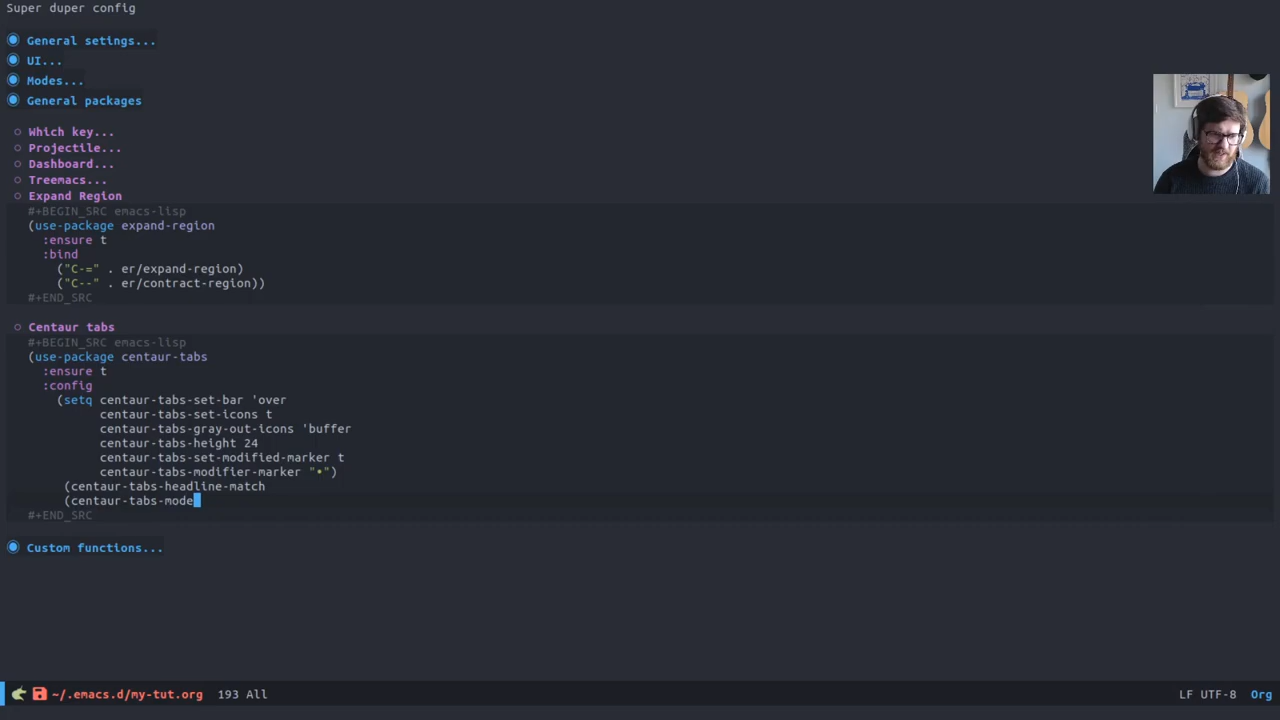 Super duper config
General setings...
UI...
Modes...
General packages
Which key...
Projectile...
Dashboard...
Treemacs...
Expand Region
#+BEGIN_SRC emacs-lisp
(use-package expand-region
:ensure t
:bind
("C-=" . er/expand-region)
("C--" . er/contract-region))
#+END_SRC
Centaur tabs
#+BEGIN_SRC emacs-lisp
(use-package centaur-tabs
:ensure t
:config
(setq centaur-tabs-set-bar 'over
centaur-tabs-set-icons t
centaur-tabs-gray-out-icons 'buffer
centaur-tabs-height 24
centaur-tabs-set-modified-marker t
centaur-tabs-modifier-marker "•")
(centaur-tabs-headline-match
(centaur-tabs-mode
#+END_SRC
Custom functions...
~/.emacs.d/my-tut.org 193 All LF UTF-8 Org